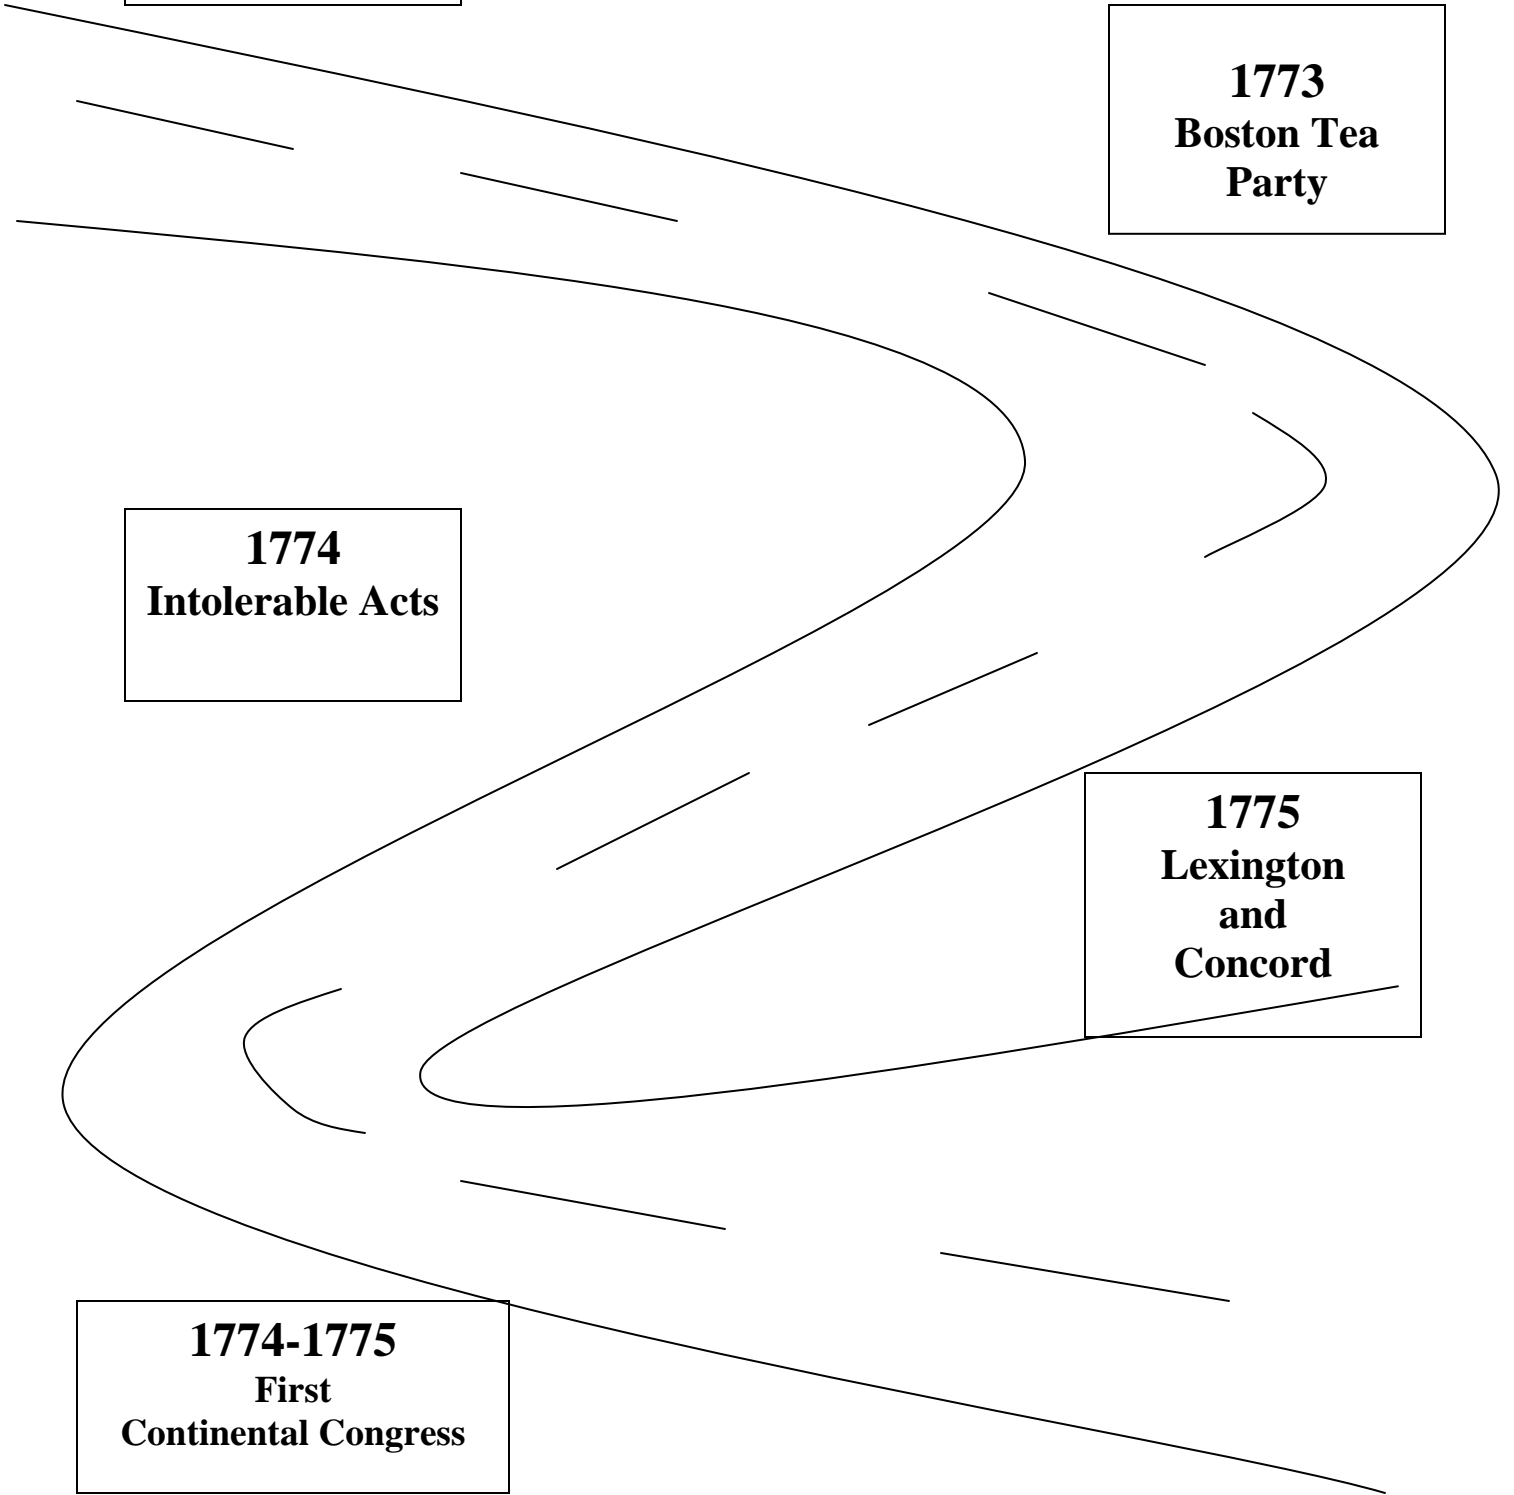 1773
Boston Tea
Party
1774
Intolerable Acts
1775
Lexington
and
Concord
1774-1775
First
Continental Congress